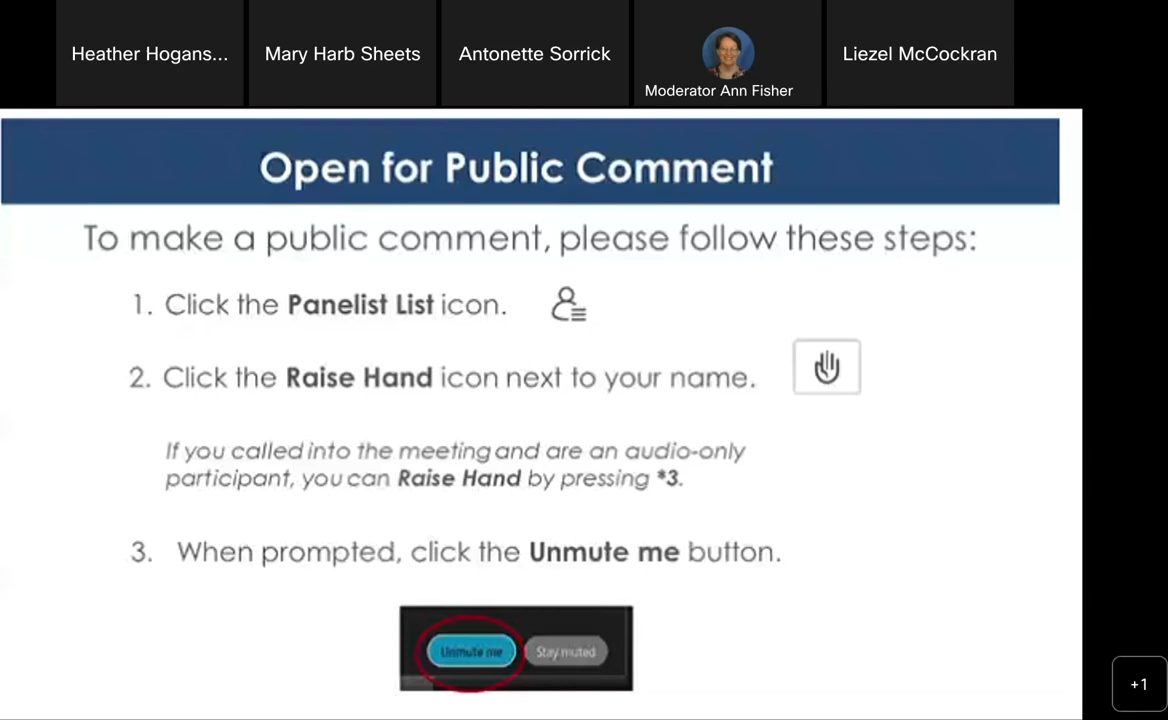 Heather Hogans...
Mary Harb Sheets
Antonette Sorrick
Moderator Ann Fisher
Liezel McCockran
Open for Public Comment
To make a public comment, please follow these steps:
1. Click the Panelist List icon.
2. Click the Raise Hand icon next to your name.
If you called into the meeting and are an audio-only
participant, you can Raise Hand by pressing *3.
3. When prompted, click the Unmute me button.
Unmute me
Stay muted
+1